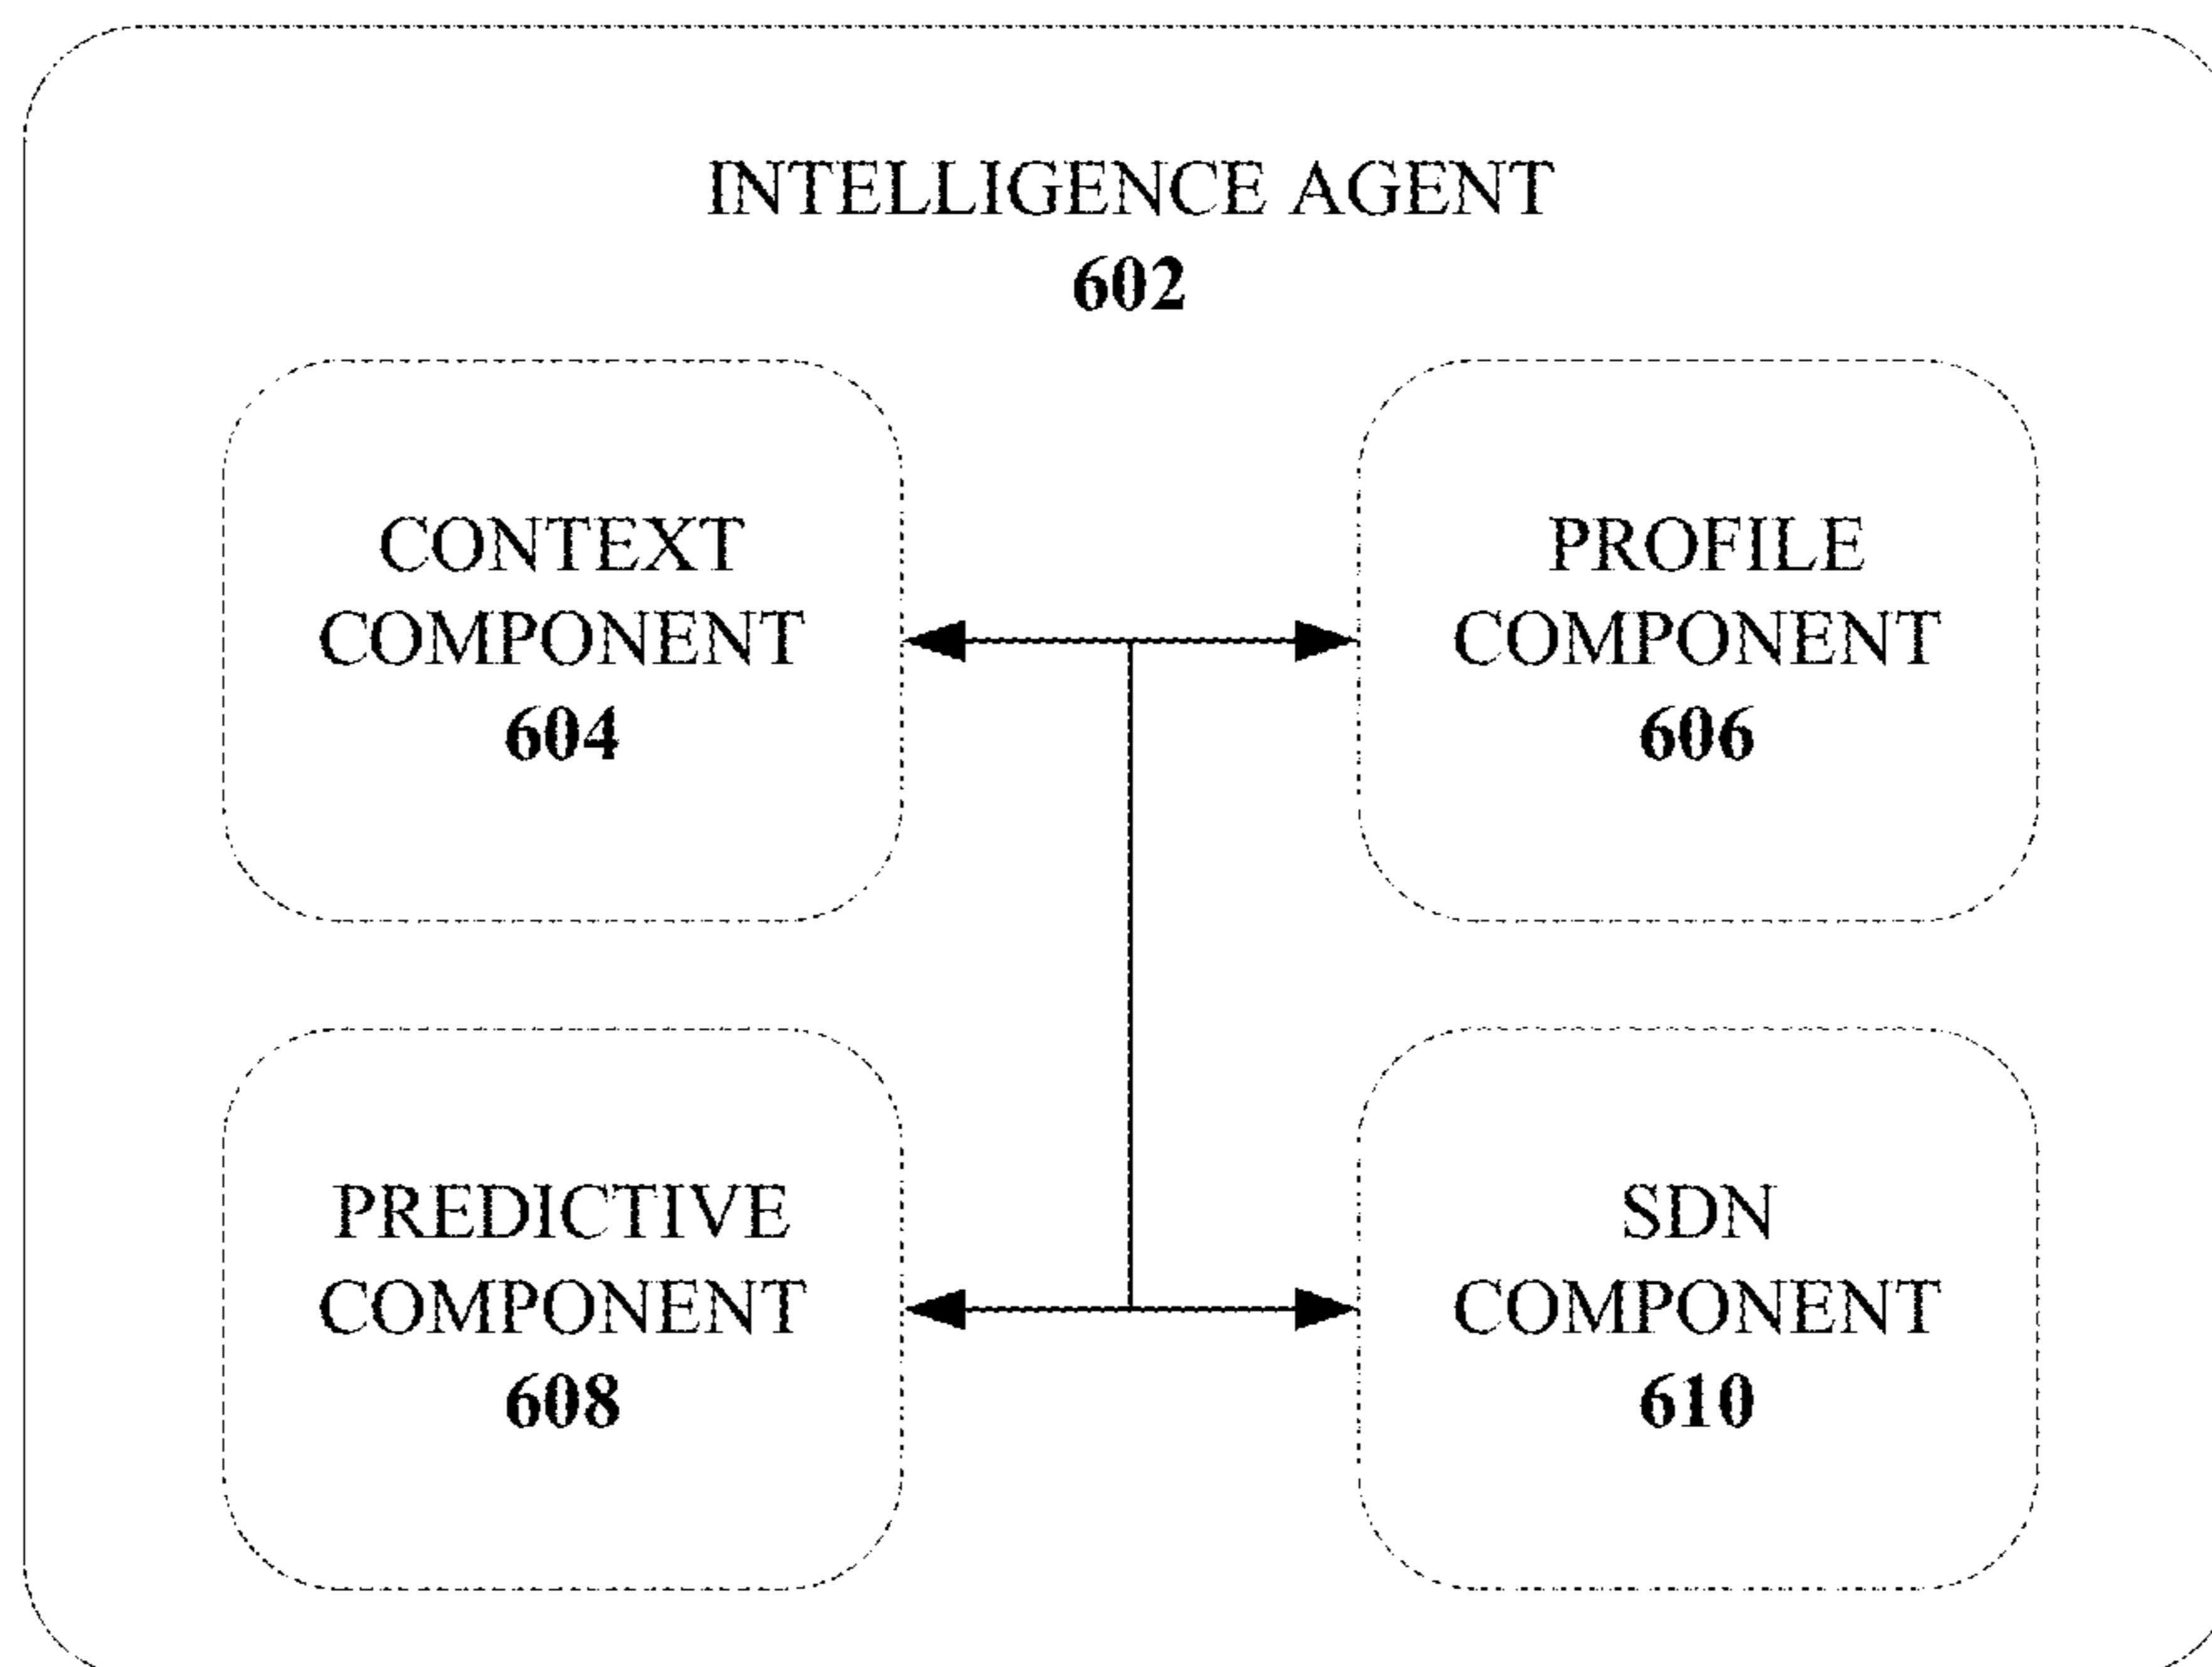 INTELLIGENCE AGENT
602
CONTEXT
COMPONENT
604
PROFILE
COMPONENT
606
PREDICTIVE
COMPONENT
608
SDN
COMPONENT
610